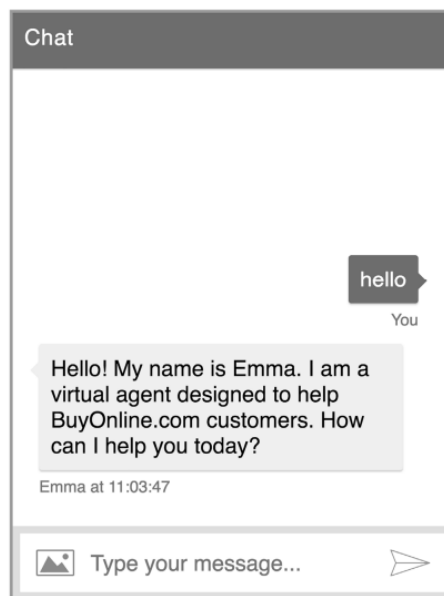 Chat
hello
You
Hello! My name is Emma. I am a
virtual agent designed to help
BuyOnline.com customers. How
can I help you today?
Emma at 11:03:47
Type your message...